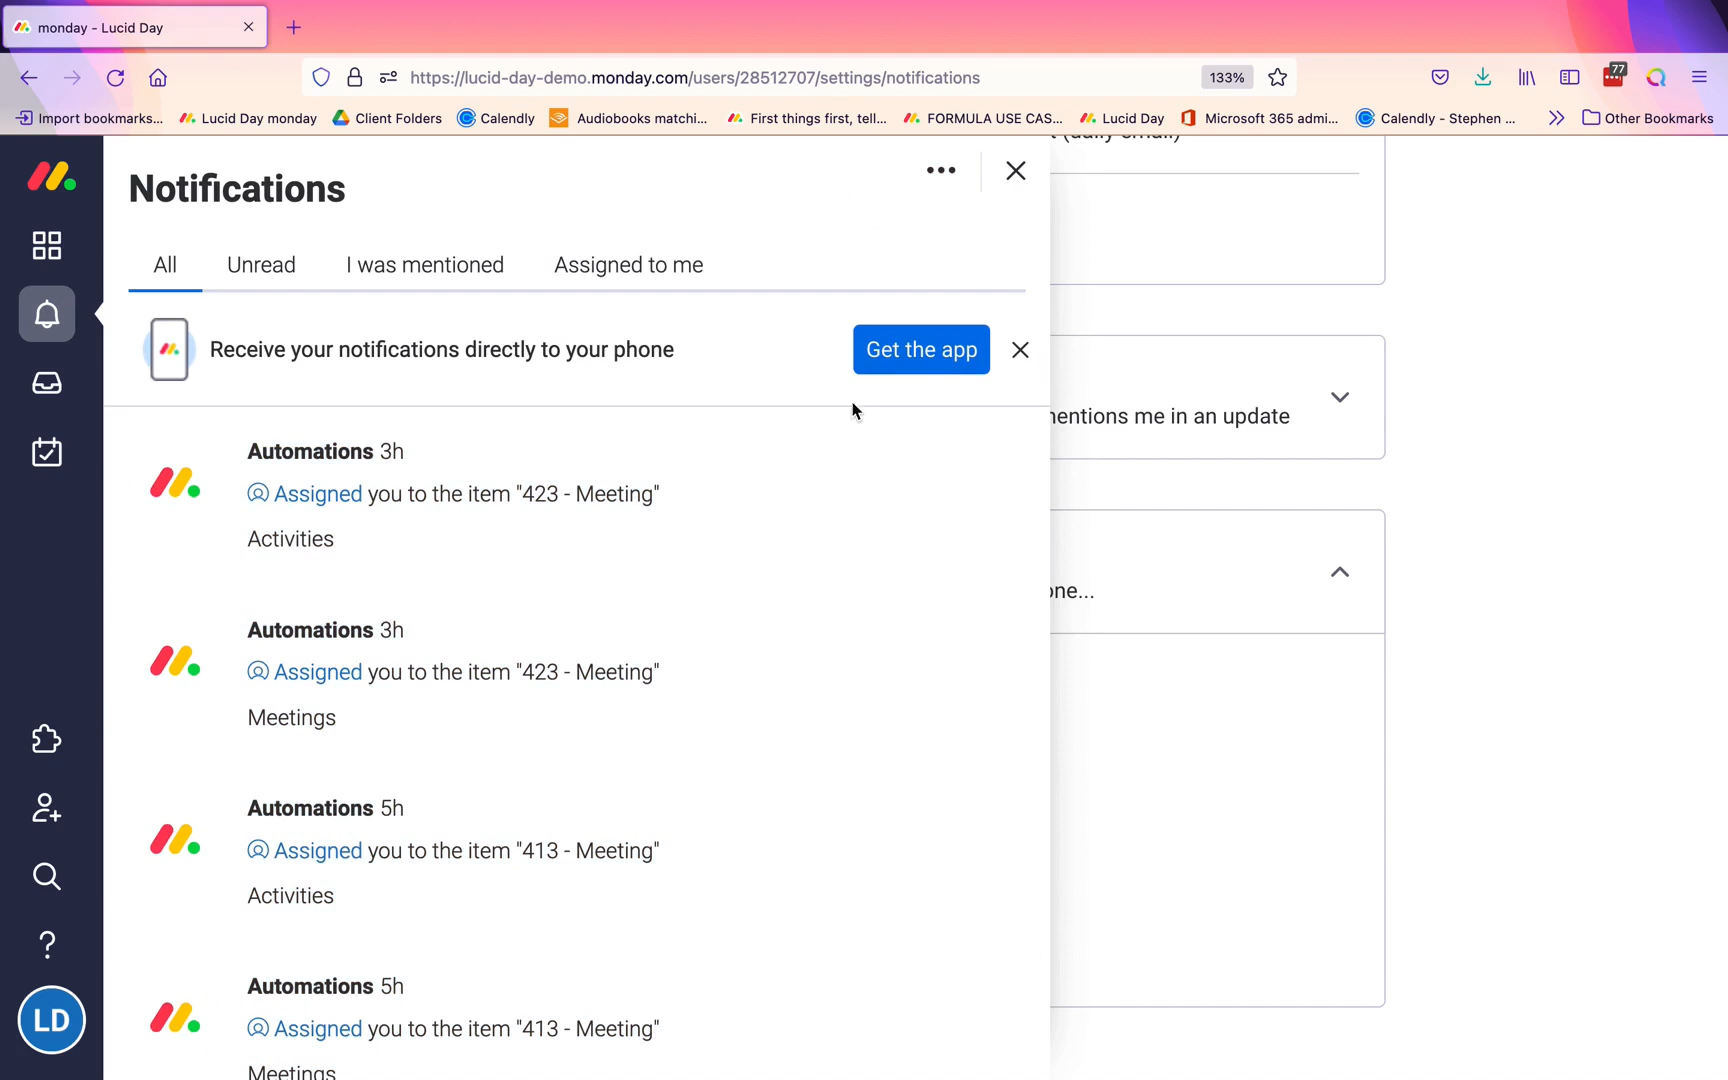 monday - Lucid Day
https://lucid-day-demo.monday.com/users/28512707/settings/notifications
133%
77
Import bookmarks...
Lucid Day monday
Client Folders
Calendly
Audiobooks matchi...
First things first, tell...
FORMULA USE CAS...
Lucid Day
Microsoft 365 admi...
Calendly - Stephen ...
Other Bookmarks
(daily email)
Notifications
All
Unread
I was mentioned
Assigned to me
Receive your notifications directly to your phone
Get the app
mentions me in an update
Automations 3h
Assigned you to the item "423 - Meeting"
Activities
one...
Automations 3h
Assigned you to the item "423 - Meeting"
Meetings
Automations 5h
Assigned you to the item "413 - Meeting"
Activities
Automations 5h
Assigned you to the item "413 - Meeting"
Meetings
LD